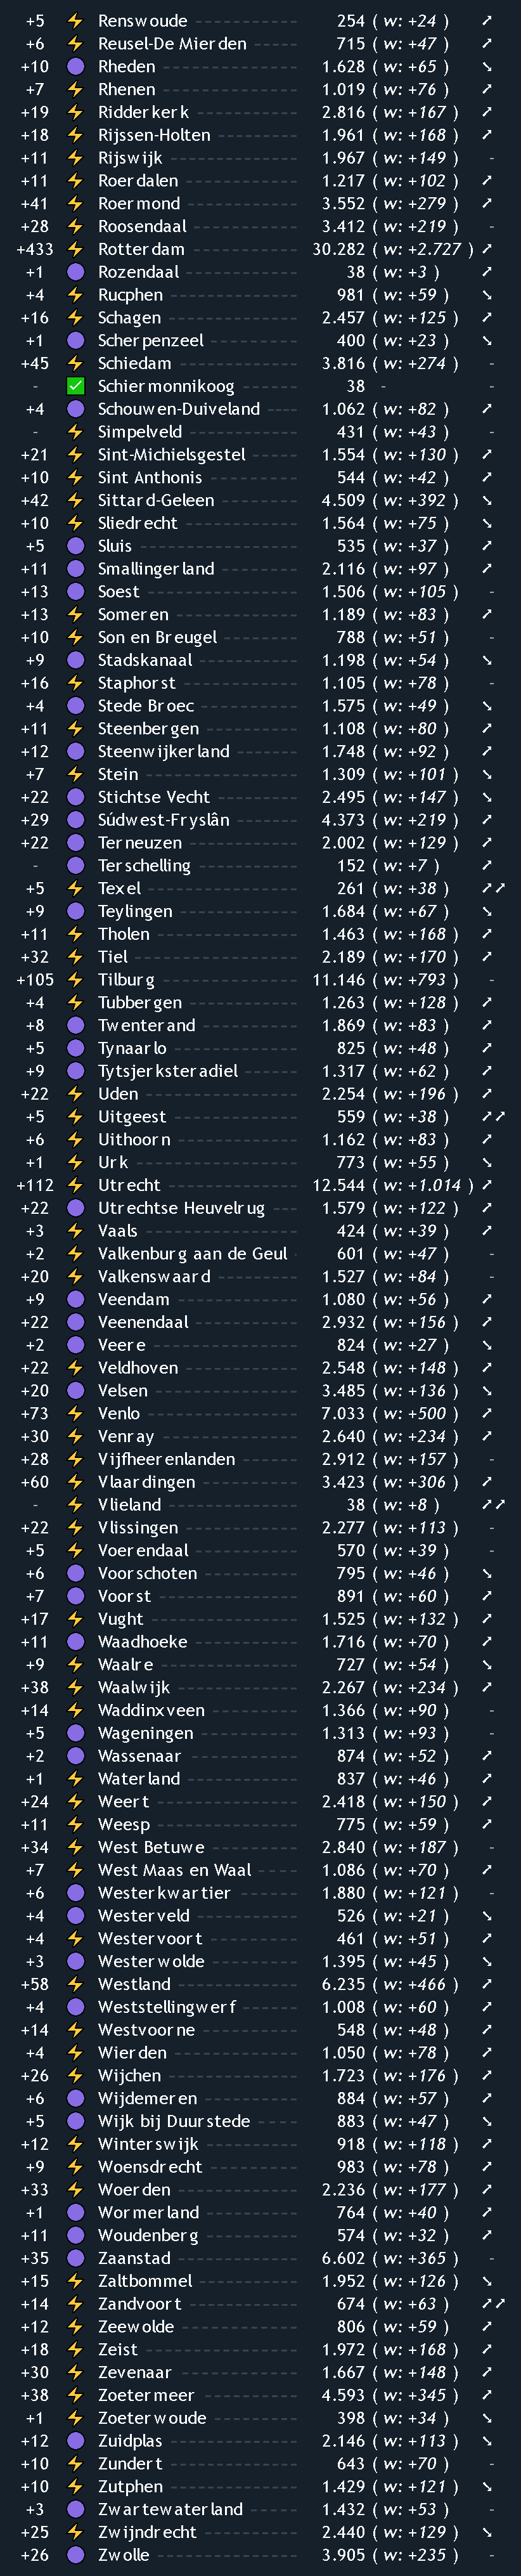 +5 ⚡ Renswoude 254 ( w: +24 ) ↗
+6 ⚡ Reusel-De Mierden 715 ( w: +47 ) ↗
+10 🟣 Rheden 1.628 ( w: +65 ) ↘
+7 ⚡ Rhenen 1.019 ( w: +76 ) ↗
+19 ⚡ Ridderkerk 2.816 ( w: +167 ) ↗
+18 ⚡ Rijssen-Holten 1.961 ( w: +168 ) ↗
+11 ⚡ Rijswijk 1.967 ( w: +149 ) -
+11 ⚡ Roerdalen 1.217 ( w: +102 ) ↗
+41 ⚡ Roermond 3.552 ( w: +279 ) ↗
+28 ⚡ Roosendaal 3.412 ( w: +219 ) -
+433 ⚡ Rotterdam 30.282 ( w: +2.727 ) ↗
+1 🟣 Rozendaal 38 ( w: +3 ) ↗
+4 ⚡ Rucphen 981 ( w: +59 ) ↘
+16 ⚡ Schagen 2.457 ( w: +125 ) ↗
+1 🟣 Scherpenzeel 400 ( w: +23 ) ↘
+45 ⚡ Schiedam 3.816 ( w: +274 ) -
- ✅ Schiermonnikoog 38 - -
+4 🟣 Schouwen-Duiveland 1.062 ( w: +82 ) ↗
- ⚡ Simpelveld 431 ( w: +43 ) -
+21 ⚡ Sint-Michielsgestel 1.554 ( w: +130 ) ↗
+10 ⚡ Sint Anthonis 544 ( w: +42 ) ↗
+42 ⚡ Sittard-Geleen 4.509 ( w: +392 ) ↘
+10 ⚡ Sliedrecht 1.564 ( w: +75 ) ↘
+5 🟣 Sluis 535 ( w: +37 ) ↗
+11 🟣 Smallingerland 2.116 ( w: +97 ) ↗
+13 🟣 Soest 1.506 ( w: +105 ) -
+13 ⚡ Someren 1.189 ( w: +83 ) ↗
+10 ⚡ Son en Breugel 788 ( w: +51 ) -
+9 🟣 Stadskanaal 1.198 ( w: +54 ) ↘
+16 ⚡ Staphorst 1.105 ( w: +78 ) -
+4 🟣 Stede Broec 1.575 ( w: +49 ) ↘
+11 ⚡ Steenbergen 1.108 ( w: +80 ) ↗
+12 🟣 Steenwijkerland 1.748 ( w: +92 ) ↗
+7 ⚡ Stein 1.309 ( w: +101 ) ↘
+22 🟣 Stichtse Vecht 2.495 ( w: +147 ) ↘
+29 🟣 Súdwest-Fryslân 4.373 ( w: +219 ) ↗
+22 🟣 Terneuzen 2.002 ( w: +129 ) ↗
- 🟣 Terschelling 152 ( w: +7 ) ↗
+5 ⚡ Texel 261 ( w: +38 ) ↗↗
+9 🟣 Teylingen 1.684 ( w: +67 ) ↘
+11 ⚡ Tholen 1.463 ( w: +168 ) ↗
+32 ⚡ Tiel 2.189 ( w: +170 ) ↗
+105 ⚡ Tilburg 11.146 ( w: +793 ) -
+4 ⚡ Tubbergen 1.263 ( w: +128 ) ↗
+8 🟣 Twenterand 1.869 ( w: +83 ) ↗
+5 🟣 Tynaarlo 825 ( w: +48 ) ↗
+9 🟣 Tytsjerksteradiel 1.317 ( w: +62 ) ↗
+22 ⚡ Uden 2.254 ( w: +196 ) ↗
+5 ⚡ Uitgeest 559 ( w: +38 ) ↗↗
+6 ⚡ Uithoorn 1.162 ( w: +83 ) ↗
+1 ⚡ Urk 773 ( w: +55 ) ↘
+112 ⚡ Utrecht 12.544 ( w: +1.014 ) ↗
+22 🟣 Utrechtse Heuvelrug 1.579 ( w: +122 ) ↗
+3 ⚡ Vaals 424 ( w: +39 ) ↗
+2 ⚡ Valkenburg aan de Geul 601 ( w: +47 ) -
+20 ⚡ Valkenswaard 1.527 ( w: +84 ) -
+9 🟣 Veendam 1.080 ( w: +56 ) ↗
+22 🟣 Veenendaal 2.932 ( w: +156 ) ↗
+2 🟣 Veere 824 ( w: +27 ) ↘
+22 ⚡ Veldhoven 2.548 ( w: +148 ) ↗
+20 🟣 Velsen 3.485 ( w: +136 ) ↘
+73 ⚡ Venlo 7.033 ( w: +500 ) ↗
+30 ⚡ Venray 2.640 ( w: +234 ) ↗
+28 ⚡ Vijfheerenlanden 2.912 ( w: +157 ) -
+60 ⚡ Vlaardingen 3.423 ( w: +306 ) ↗
- ⚡ Vlieland 38 ( w: +8 ) ↗↗
+22 ⚡ Vlissingen 2.277 ( w: +113 ) -
+5 ⚡ Voerendaal 570 ( w: +39 ) -
+6 🟣 Voorschoten 795 ( w: +46 ) ↘
+7 🟣 Voorst 891 ( w: +60 ) ↗
+17 ⚡ Vught 1.525 ( w: +132 ) ↗
+11 🟣 Waadhoeke 1.716 ( w: +70 ) ↗
+9 ⚡ Waalre 727 ( w: +54 ) ↘
+38 ⚡ Waalwijk 2.267 ( w: +234 ) ↗
+14 ⚡ Waddinxveen 1.366 ( w: +90 ) -
+5 🟣 Wageningen 1.313 ( w: +93 ) -
+2 🟣 Wassenaar 874 ( w: +52 ) ↗
+1 ⚡ Waterland 837 ( w: +46 ) ↗
+24 ⚡ Weert 2.418 ( w: +150 ) ↗
+11 ⚡ Weesp 775 ( w: +59 ) ↗
+34 ⚡ West Betuwe 2.840 ( w: +187 ) -
+7 ⚡ West Maas en Waal 1.086 ( w: +70 ) ↗
+6 🟣 Westerkwartier 1.880 ( w: +121 ) -
+4 🟣 Westerveld 526 ( w: +21 ) ↘
+4 ⚡ Westervoort 461 ( w: +51 ) ↗
+3 🟣 Westerwolde 1.395 ( w: +45 ) ↘
+58 ⚡ Westland 6.235 ( w: +466 ) ↗
+4 🟣 Weststellingwerf 1.008 ( w: +60 ) ↗
+14 ⚡ Westvoorne 548 ( w: +48 ) ↗
+4 ⚡ Wierden 1.050 ( w: +78 ) ↗
+26 ⚡ Wijchen 1.723 ( w: +176 ) ↗
+6 🟣 Wijdemeren 884 ( w: +57 ) ↗
+5 🟣 Wijk bij Duurstede 883 ( w: +47 ) ↘
+12 ⚡ Winterswijk 918 ( w: +118 ) ↗
+9 ⚡ Woensdrecht 983 ( w: +78 ) ↗
+33 ⚡ Woerden 2.236 ( w: +177 ) ↗
+1 🟣 Wormerland 764 ( w: +40 ) ↗
+11 🟣 Woudenberg 574 ( w: +32 ) ↗
+35 🟣 Zaanstad 6.602 ( w: +365 ) -
+15 ⚡ Zaltbommel 1.952 ( w: +126 ) ↘
+14 ⚡ Zandvoort 674 ( w: +63 ) ↗↗
+12 ⚡ Zeewolde 806 ( w: +59 ) ↗
+18 ⚡ Zeist 1.972 ( w: +168 ) ↗
+30 ⚡ Zevenaar 1.667 ( w: +148 ) ↗
+38 ⚡ Zoetermeer 4.593 ( w: +345 ) ↗
+1 ⚡ Zoeterwoude 398 ( w: +34 ) ↘
+12 🟣 Zuidplas 2.146 ( w: +113 ) ↘
+10 ⚡ Zundert 643 ( w: +70 ) -
+10 ⚡ Zutphen 1.429 ( w: +121 ) ↘
+3 🟣 Zwartewaterland 1.432 ( w: +53 ) -
+25 ⚡ Zwijndrecht 2.440 ( w: +129 ) ↘
+26 🟣 Zwolle 3.905 ( w: +235 ) -